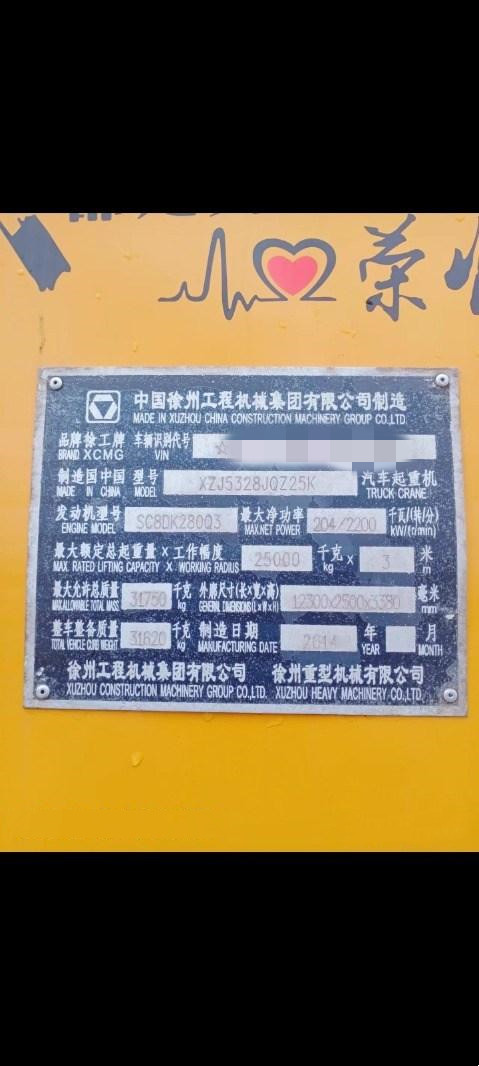 荣
中国徐州工程机械集团有限公司制造
MADE IN XUZHOU CHINA CONSTRUCTION MACHINERY GROUP CO.,LTD.
品牌 徐工牌 车辆识别代号
BRAND XCMG VIN
制造国 中国 型号 XZJ5328JQZ25K 汽车起重机
MADE IN CHINA MODEL TRUCK CRANE
发动机型号 SC8DK280Q3 最大净功率 204/2200 千瓦/(转/分)
ENGINE MODEL MAX.NET POWER kW/(r/min)
最大额定总起重量×工作幅度 25000 千克 × 3 米
MAX. RATED LIFTING CAPACITY × WORKING RADIUS kg m
最大允许总质量 31750 千克 外廓尺寸(长×宽×高) 12300x2500x3380 毫米
MAX.ALLOWABLE TOTAL MASS kg GENERAL DIMENSIONS(L×W×H) mm
整车整备质量 31620 千克 制造日期 2014 年 月
TOTAL VEHICLE CURB WEIGHT kg MANUFACTURING DATE YEAR MONTH
徐州工程机械集团有限公司 徐州重型机械有限公司
XUZHOU CONSTRUCTION MACHINERY GROUP CO.,LTD. XUZHOU HEAVY MACHINERY CO.,LTD.